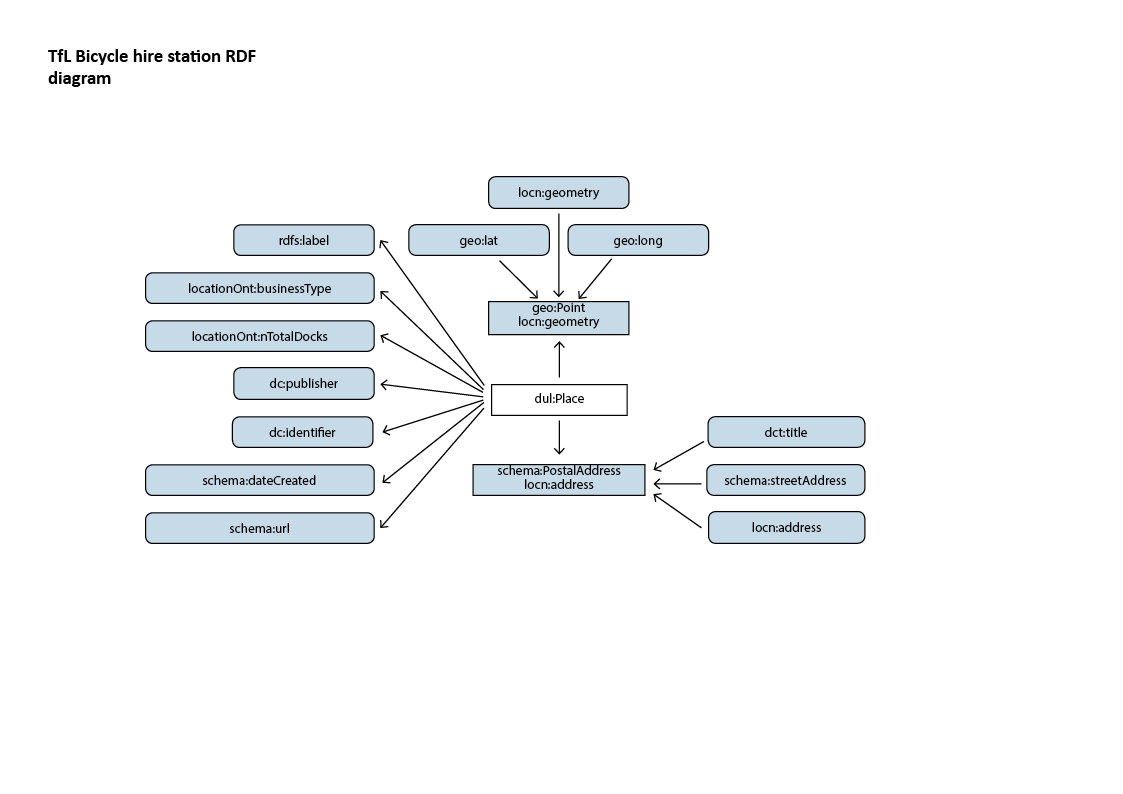 TfL Bicycle hire station RDF
diagram
locn:geometry
rdfs:label
geo:lat
geo:long
locationOnt:businessType
geo:Point
locn:geometry
locationOnt:nTotalDocks
dc:publisher
dul:Place
dc:identifier
dct:title
schema:PostalAddress
locn:address
schema:dateCreated
schema:streetAddress
schema:url
locn:address